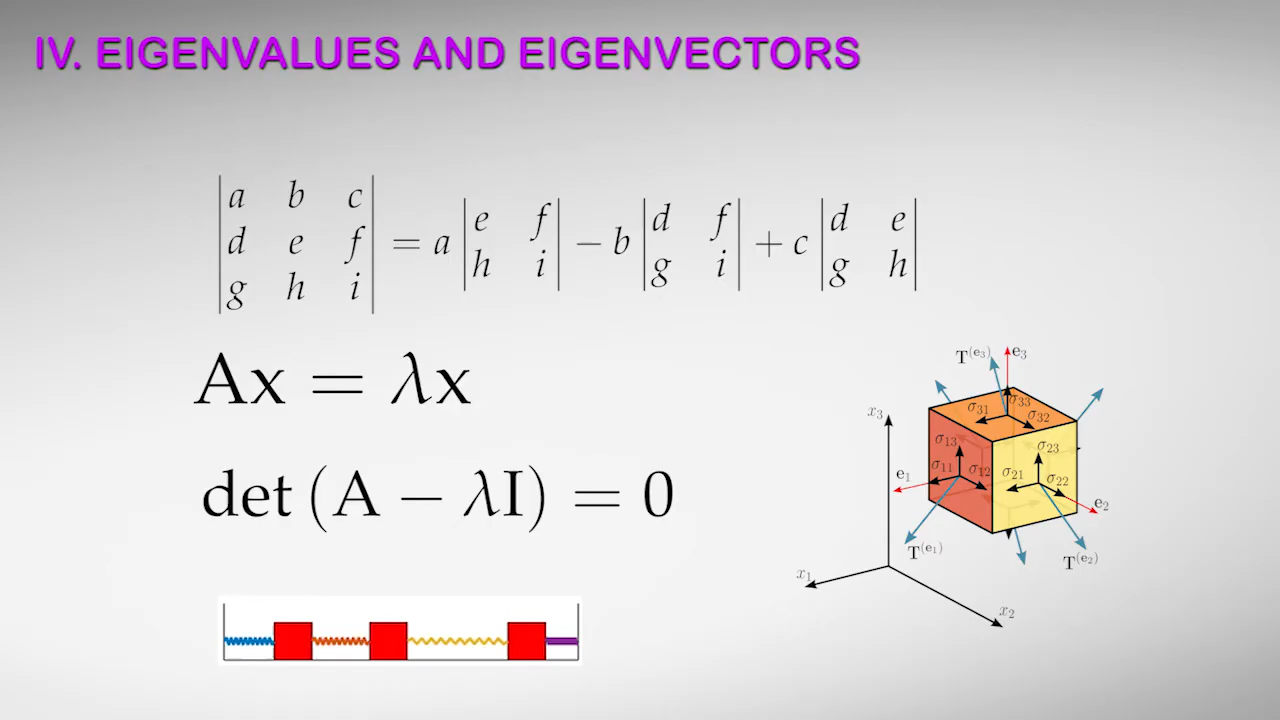 IV. EIGENVALUES AND EIGENVECTORS
| a b c |
| d e f | = a | e f | − b | d f | + c | d e |
| g h i |     | h i |     | g i |     | g h |
Ax = λx
det (A − λI) = 0
T^(e₃) e₃
x₃ σ₃₁ σ₃₃ σ₃₂
σ₁₃ σ₂₃
e₁ σ₁₁ σ₁₂ σ₂₁ σ₂₂
e₂
T^(e₁) T^(e₂)
x₁ x₂